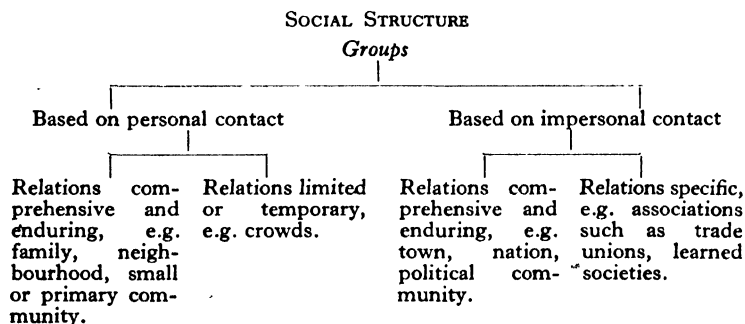 SOCIAL STRUCTURE
Groups
Based on personal contact
Based on impersonal contact
Relations com-
prehensive and
enduring, e.g.
family, neigh-
bourhood, small
or primary com-
munity.
Relations limited
or temporary,
e.g. crowds.
Relations com-
prehensive and
enduring, e.g.
town, nation,
political com-
munity.
Relations specific,
e.g. associations
such as trade
unions, learned
societies.